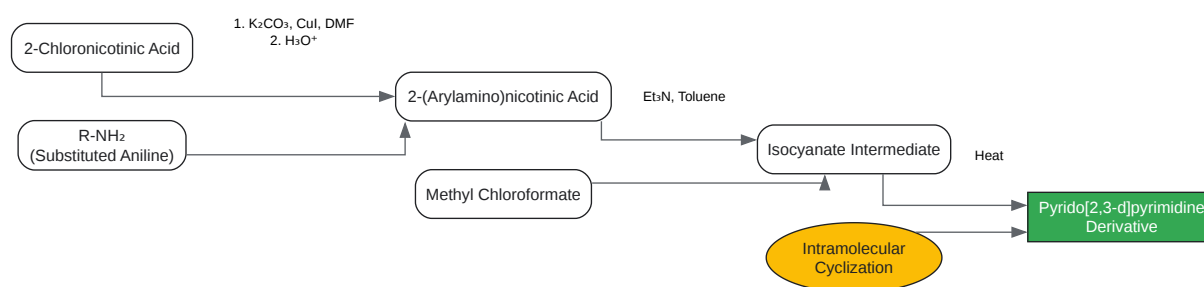 1. K₂CO₃, CuI, DMF
2. H₃O⁺
2-Chloronicotinic Acid
2-(Arylamino)nicotinic Acid
Et₃N, Toluene
R-NH₂
(Substituted Aniline)
Isocyanate Intermediate
Heat
Methyl Chloroformate
Pyrido[2,3-d]pyrimidine
Derivative
Intramolecular
Cyclization